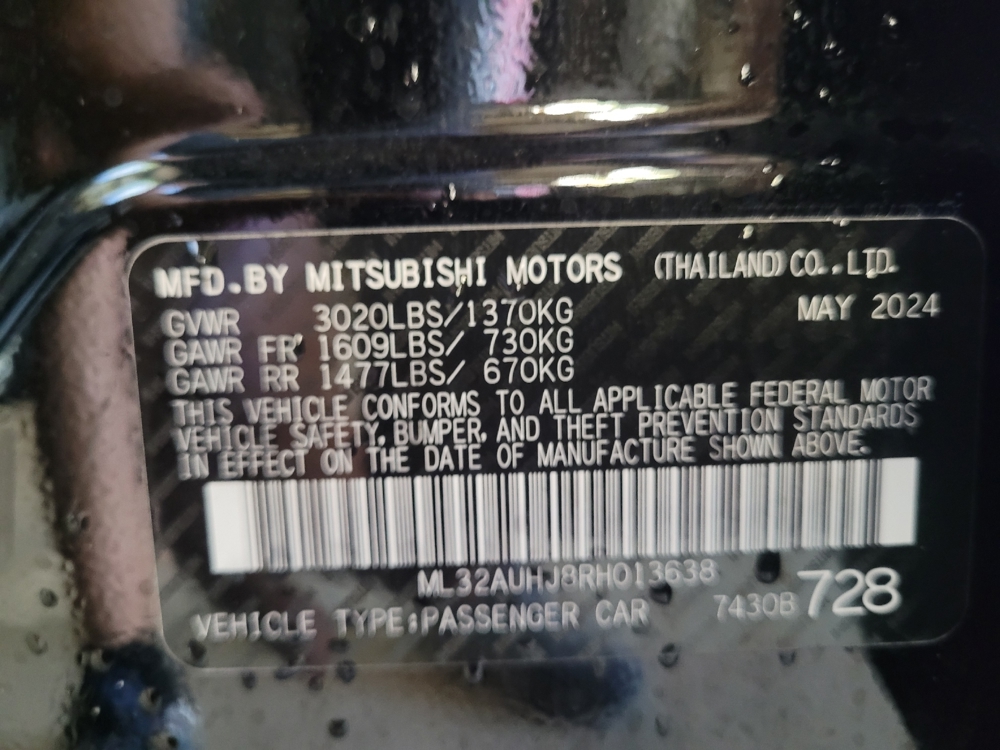 MFD.BY MITSUBISHI MOTORS (THAILAND) CO.,LTD.
MAY 2024
GVWR 3020LBS/1370KG
GAWR FR 1609LBS/ 730KG
GAWR RR 1477LBS/ 670KG
THIS VEHICLE CONFORMS TO ALL APPLICABLE FEDERAL MOTOR
VEHICLE SAFETY, BUMPER, AND THEFT PREVENTION STANDARDS
IN EFFECT ON THE DATE OF MANUFACTURE SHOWN ABOVE.
ML32AUHJ8RH013638
VEHICLE TYPE:PASSENGER CAR 7430B728